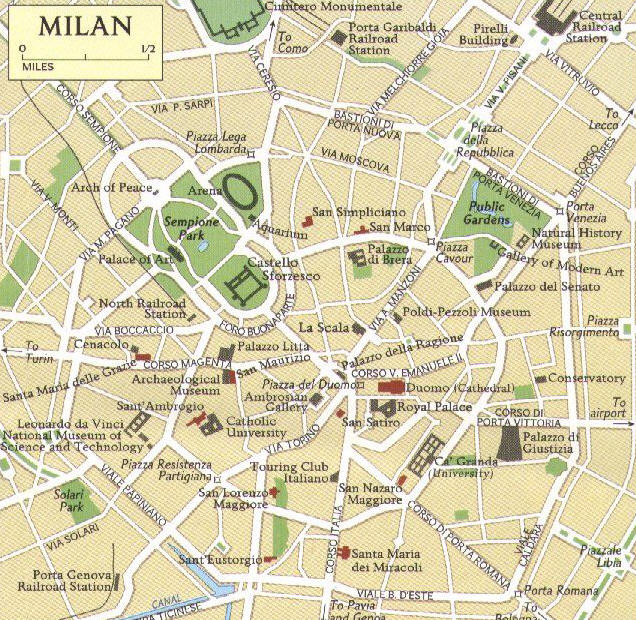 MILAN
0 1/2
MILES
Cimitero Monumentale
To
Como
Porta Garibaldi
Railroad
Station
Pirelli
Building
Central
Railroad
Station
VIA CERESIO
VIA MELCHIORRE GIOIA
VIA V. PISANI
VIA VITRUVIO
CORSO SEMPIONE
VIA P. SARPI
BASTIONI DI
PORTA NUOVA
To
Lecco
Piazza Lega
Lombarda
Piazza
della
Repubblica
CORSO
BUENOS AIRES
VIA MOSCOVA
BASTIONI DI
PORTA VENEZIA
VIA V. MONTI
Arch of Peace
Arena
Public
Gardens
Porta
Venezia
VIA M. PAGANO
Sempione
Park
Aquarium
San Simpliciano
San Marco
Natural History
Museum
Palace of Art
Castello
Sforzesco
Palazzo
di Brera
Piazza
Cavour
Gallery of Modern Art
Palazzo del Senato
North Railroad
Station
FORO BUONAPARTE
VIA A. MANZONI
Poldi-Pezzoli Museum
VIA BOCCACCIO
La Scala
Piazza
Risorgimento
To
Turin
Cenacolo
Palazzo Litta
Palazzo della Ragione
CORSO MAGENTA
San Maurizio
CORSO V. EMANUELE II
Santa Maria delle Grazie
Archaeological
Museum
Piazza del Duomo
Duomo (Cathedral)
Conservatory
Ambrosian
Gallery
Sant'Ambrogio
Royal Palace
CORSO DI
PORTA VITTORIA
To
airport
Leonardo da Vinci
National Museum of
Science and Technology
Catholic
University
San Satiro
VIA TORINO
Palazzo di
Giustizia
Piazza Resistenza
Partigiana
Touring Club
Italiano
Ca' Granda
(University)
VIALE PAPINIANO
Solari
Park
San Lorenzo
Maggiore
San Nazaro
Maggiore
VIA SOLARI
CORSO ITALIA
CORSO DI PORTA ROMANA
VIALE
CALDARA
Piazzale
Libia
Sant'Eustorgio
Santa Maria
dei Miracoli
Porta Genova
Railroad Station
CANAL
TICINESE
VIALE B. D'ESTE
Porta Romana
To Pavia
and Genoa
To
Bologna